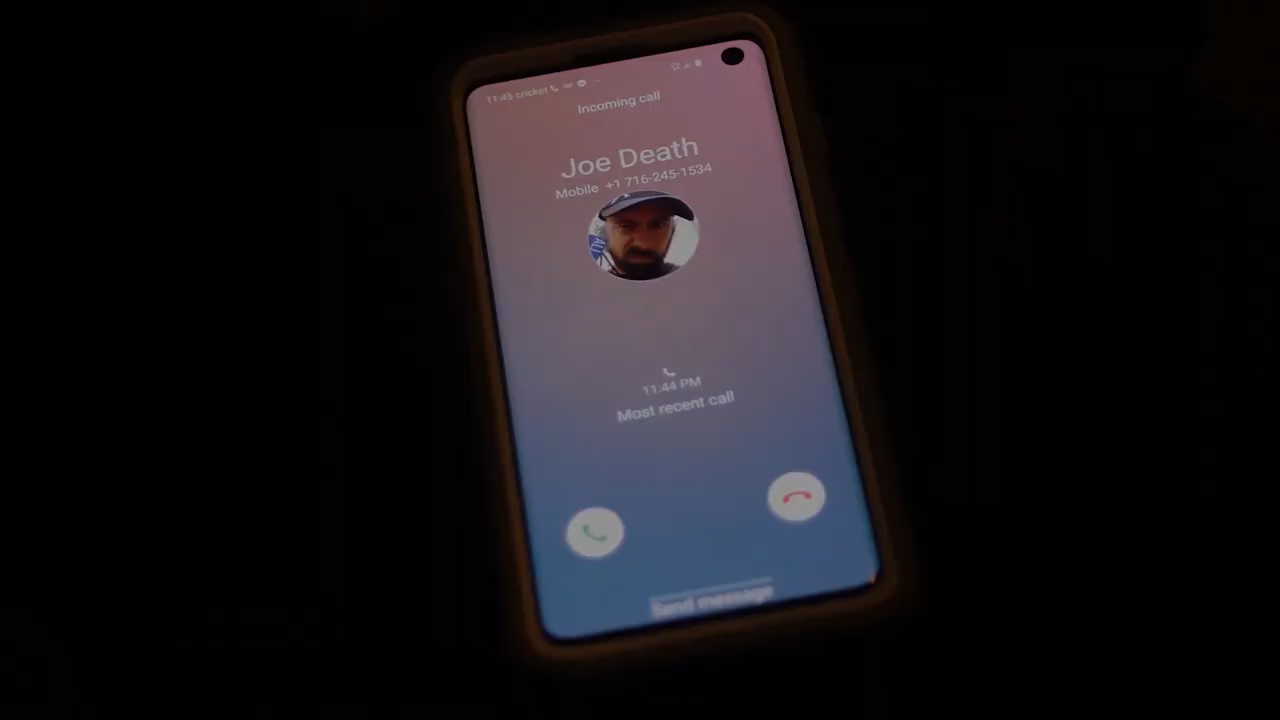 11:45 cricket
Incoming call
Joe Death
Mobile +1 716-245-1534
11:44 PM
Most recent call
Send message